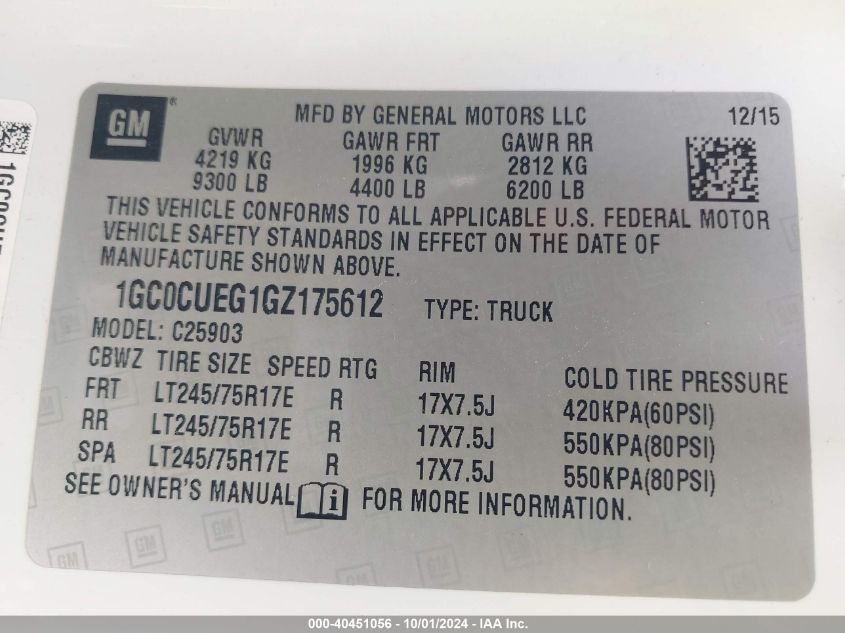 GM ® MFD BY GENERAL MOTORS LLC 12/15
GVWR GAWR FRT GAWR RR
4219 KG 1996 KG 2812 KG
9300 LB 4400 LB 6200 LB
THIS VEHICLE CONFORMS TO ALL APPLICABLE U.S. FEDERAL MOTOR
VEHICLE SAFETY STANDARDS IN EFFECT ON THE DATE OF
MANUFACTURE SHOWN ABOVE.
1GC0CUEG1GZ175612 TYPE: TRUCK
MODEL: C25903
CBWZ TIRE SIZE SPEED RTG RIM COLD TIRE PRESSURE
FRT LT245/75R17E R 17X7.5J 420KPA(60PSI)
RR LT245/75R17E R 17X7.5J 550KPA(80PSI)
SPA LT245/75R17E R 17X7.5J 550KPA(80PSI)
SEE OWNER'S MANUAL i FOR MORE INFORMATION.
000-40451056 - 10/01/2024 - IAA Inc.